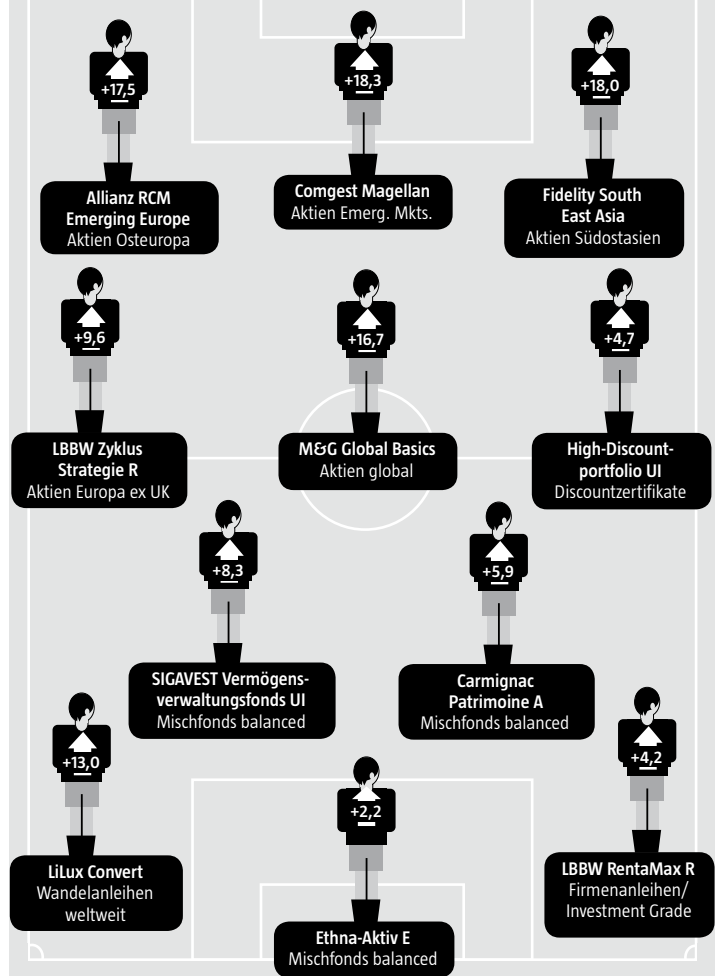 +17,5
Allianz RCM
Emerging Europe
Aktien Osteuropa
+18,3
Comgest Magellan
Aktien Emerg. Mkts.
+18,0
Fidelity South
East Asia
Aktien Südostasien
+9,6
LBBW Zyklus
Strategie R
Aktien Europa ex UK
+16,7
M&G Global Basics
Aktien global
+4,7
High-Discount-
portfolio UI
Discountzertifikate
+8,3
SIGAVEST Vermögens-
verwaltungsfonds UI
Mischfonds balanced
+5,9
Carmignac
Patrimoine A
Mischfonds balanced
+13,0
LiLux Convert
Wandelanleihen
weltweit
+2,2
Ethna-Aktiv E
Mischfonds balanced
+4,2
LBBW RentaMax R
Firmenanleihen/
Investment Grade